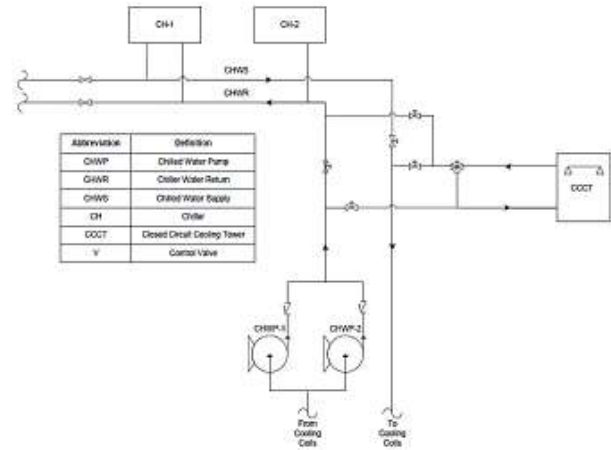 CH-1
CH-2
CHWS
CHWR
Abbreviation Definition
CHWP Chilled Water Pump
CHWR Chiller Water Return
CHWS Chilled Water Supply
CH Chiller
CCCT Closed Circuit Cooling Tower
V Control Valve
CCCT
CHWP-1
CHWP-2
From
Cooling
Coils
To
Cooling
Coils